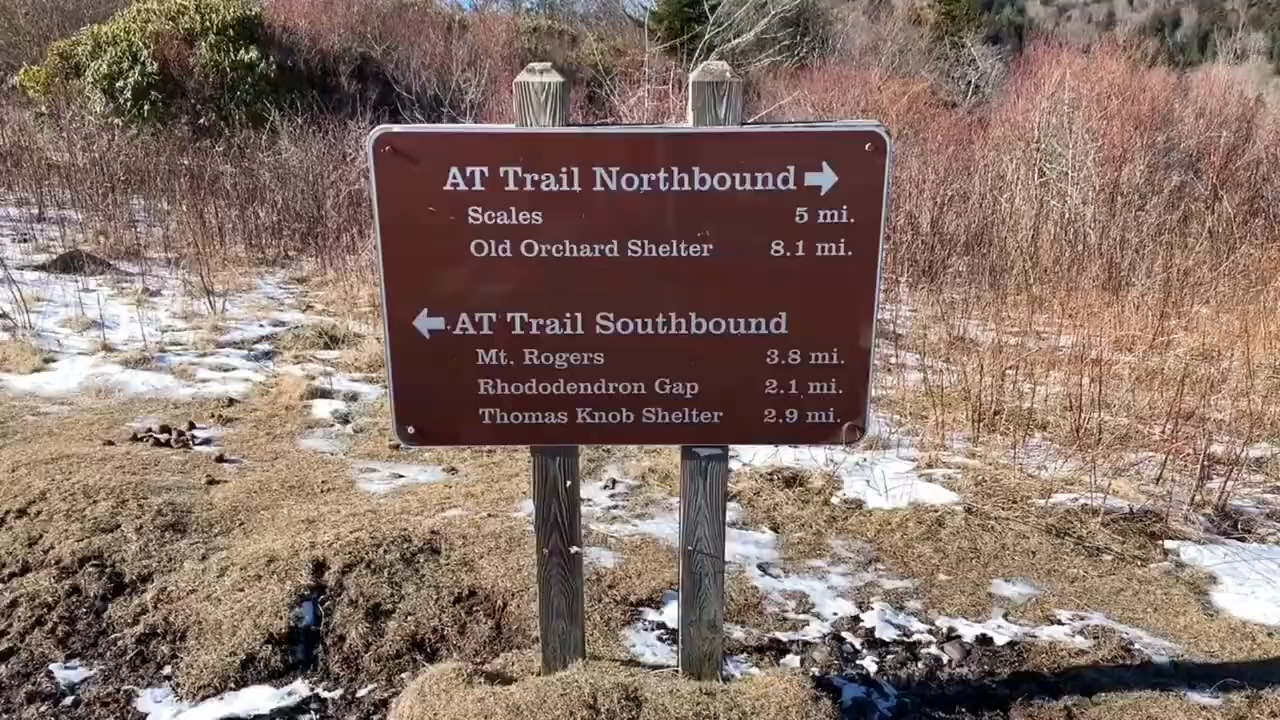 AT Trail Northbound
Scales 5 mi.
Old Orchard Shelter 8.1 mi.
AT Trail Southbound
Mt. Rogers 3.8 mi.
Rhododendron Gap 2.1 mi.
Thomas Knob Shelter 2.9 mi.